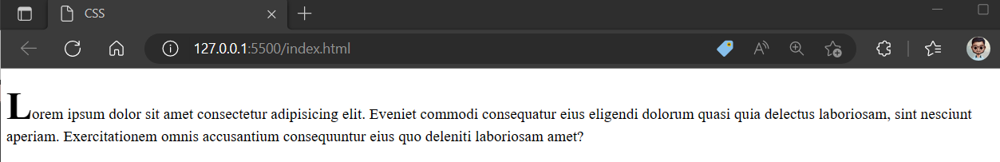 CSS
127.0.0.1:5500/index.html
Lorem ipsum dolor sit amet consectetur adipisicing elit. Eveniet commodi consequatur eius eligendi dolorum quasi quia delectus laboriosam, sint nesciunt
aperiam. Exercitationem omnis accusantium consequuntur eius quo deleniti laboriosam amet?